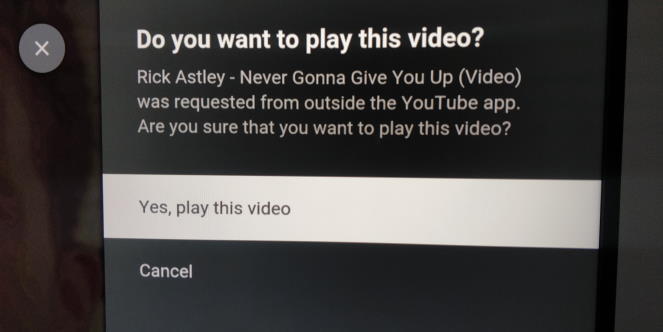 Do you want to play this video?
Rick Astley - Never Gonna Give You Up (Video)
was requested from outside the YouTube app.
Are you sure that you want to play this video?
Yes, play this video
Cancel